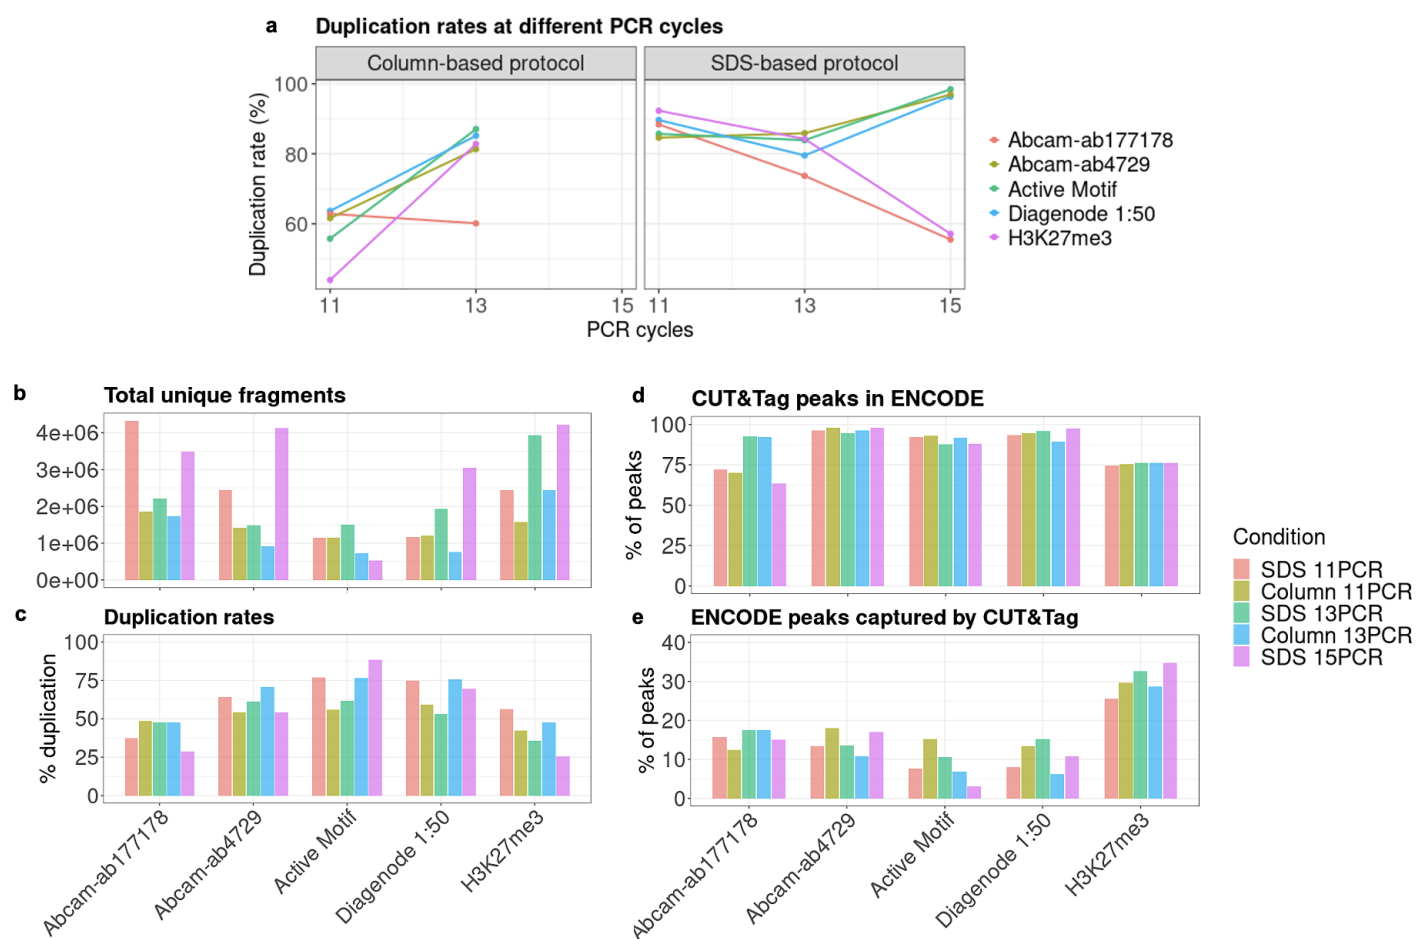 a Duplication rates at different PCR cycles
Column-based protocol SDS-based protocol
Duplication rate (%)
100
80
60
11 13 15 11 13 15
PCR cycles
Abcam-ab177178
Abcam-ab4729
Active Motif
Diagenode 1:50
H3K27me3
b Total unique fragments
4e+06
3e+06
2e+06
1e+06
0e+00
c Duplication rates
% duplication
100
75
50
25
0
Abcam-ab177178
Abcam-ab4729
Active Motif
Diagenode 1:50
H3K27me3
d CUT&Tag peaks in ENCODE
% of peaks
100
75
50
25
0
e ENCODE peaks captured by CUT&Tag
% of peaks
40
30
20
10
0
Abcam-ab177178
Abcam-ab4729
Active Motif
Diagenode 1:50
H3K27me3
Condition
SDS 11PCR
Column 11PCR
SDS 13PCR
Column 13PCR
SDS 15PCR